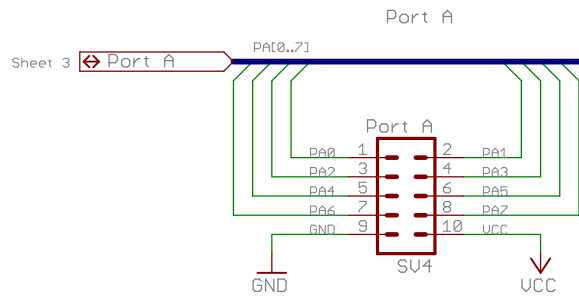 Port A
PA[0..7]
Sheet 3
Port A
Port A
PA0 1 2 PA1
PA2 3 4 PA3
PA4 5 6 PA5
PA6 7 8 PA7
GND 9 10 VCC
SV4
GND
VCC